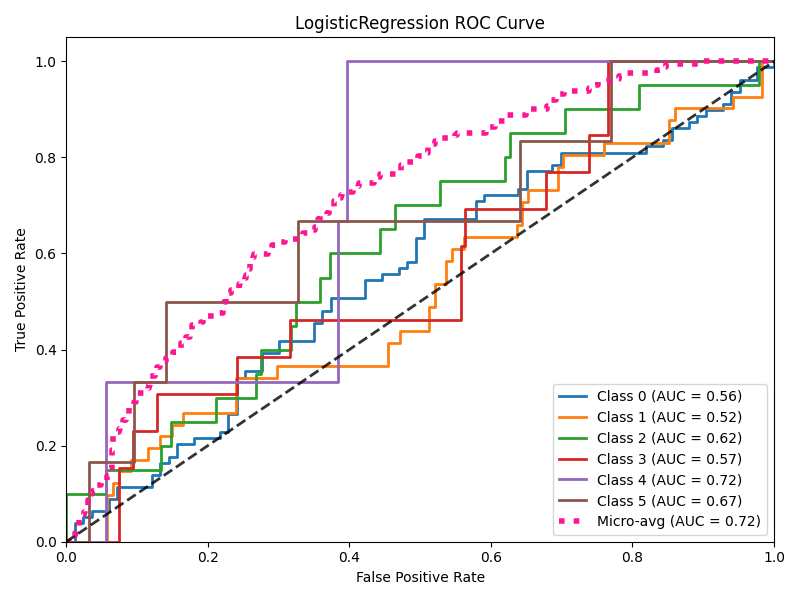 LogisticRegression ROC Curve
True Positive Rate
1.0
0.8
0.6
0.4
0.2
0.0
Class 0 (AUC = 0.56)
Class 1 (AUC = 0.52)
Class 2 (AUC = 0.62)
Class 3 (AUC = 0.57)
Class 4 (AUC = 0.72)
Class 5 (AUC = 0.67)
Micro-avg (AUC = 0.72)
0.0 0.2 0.4 0.6 0.8 1.0
False Positive Rate